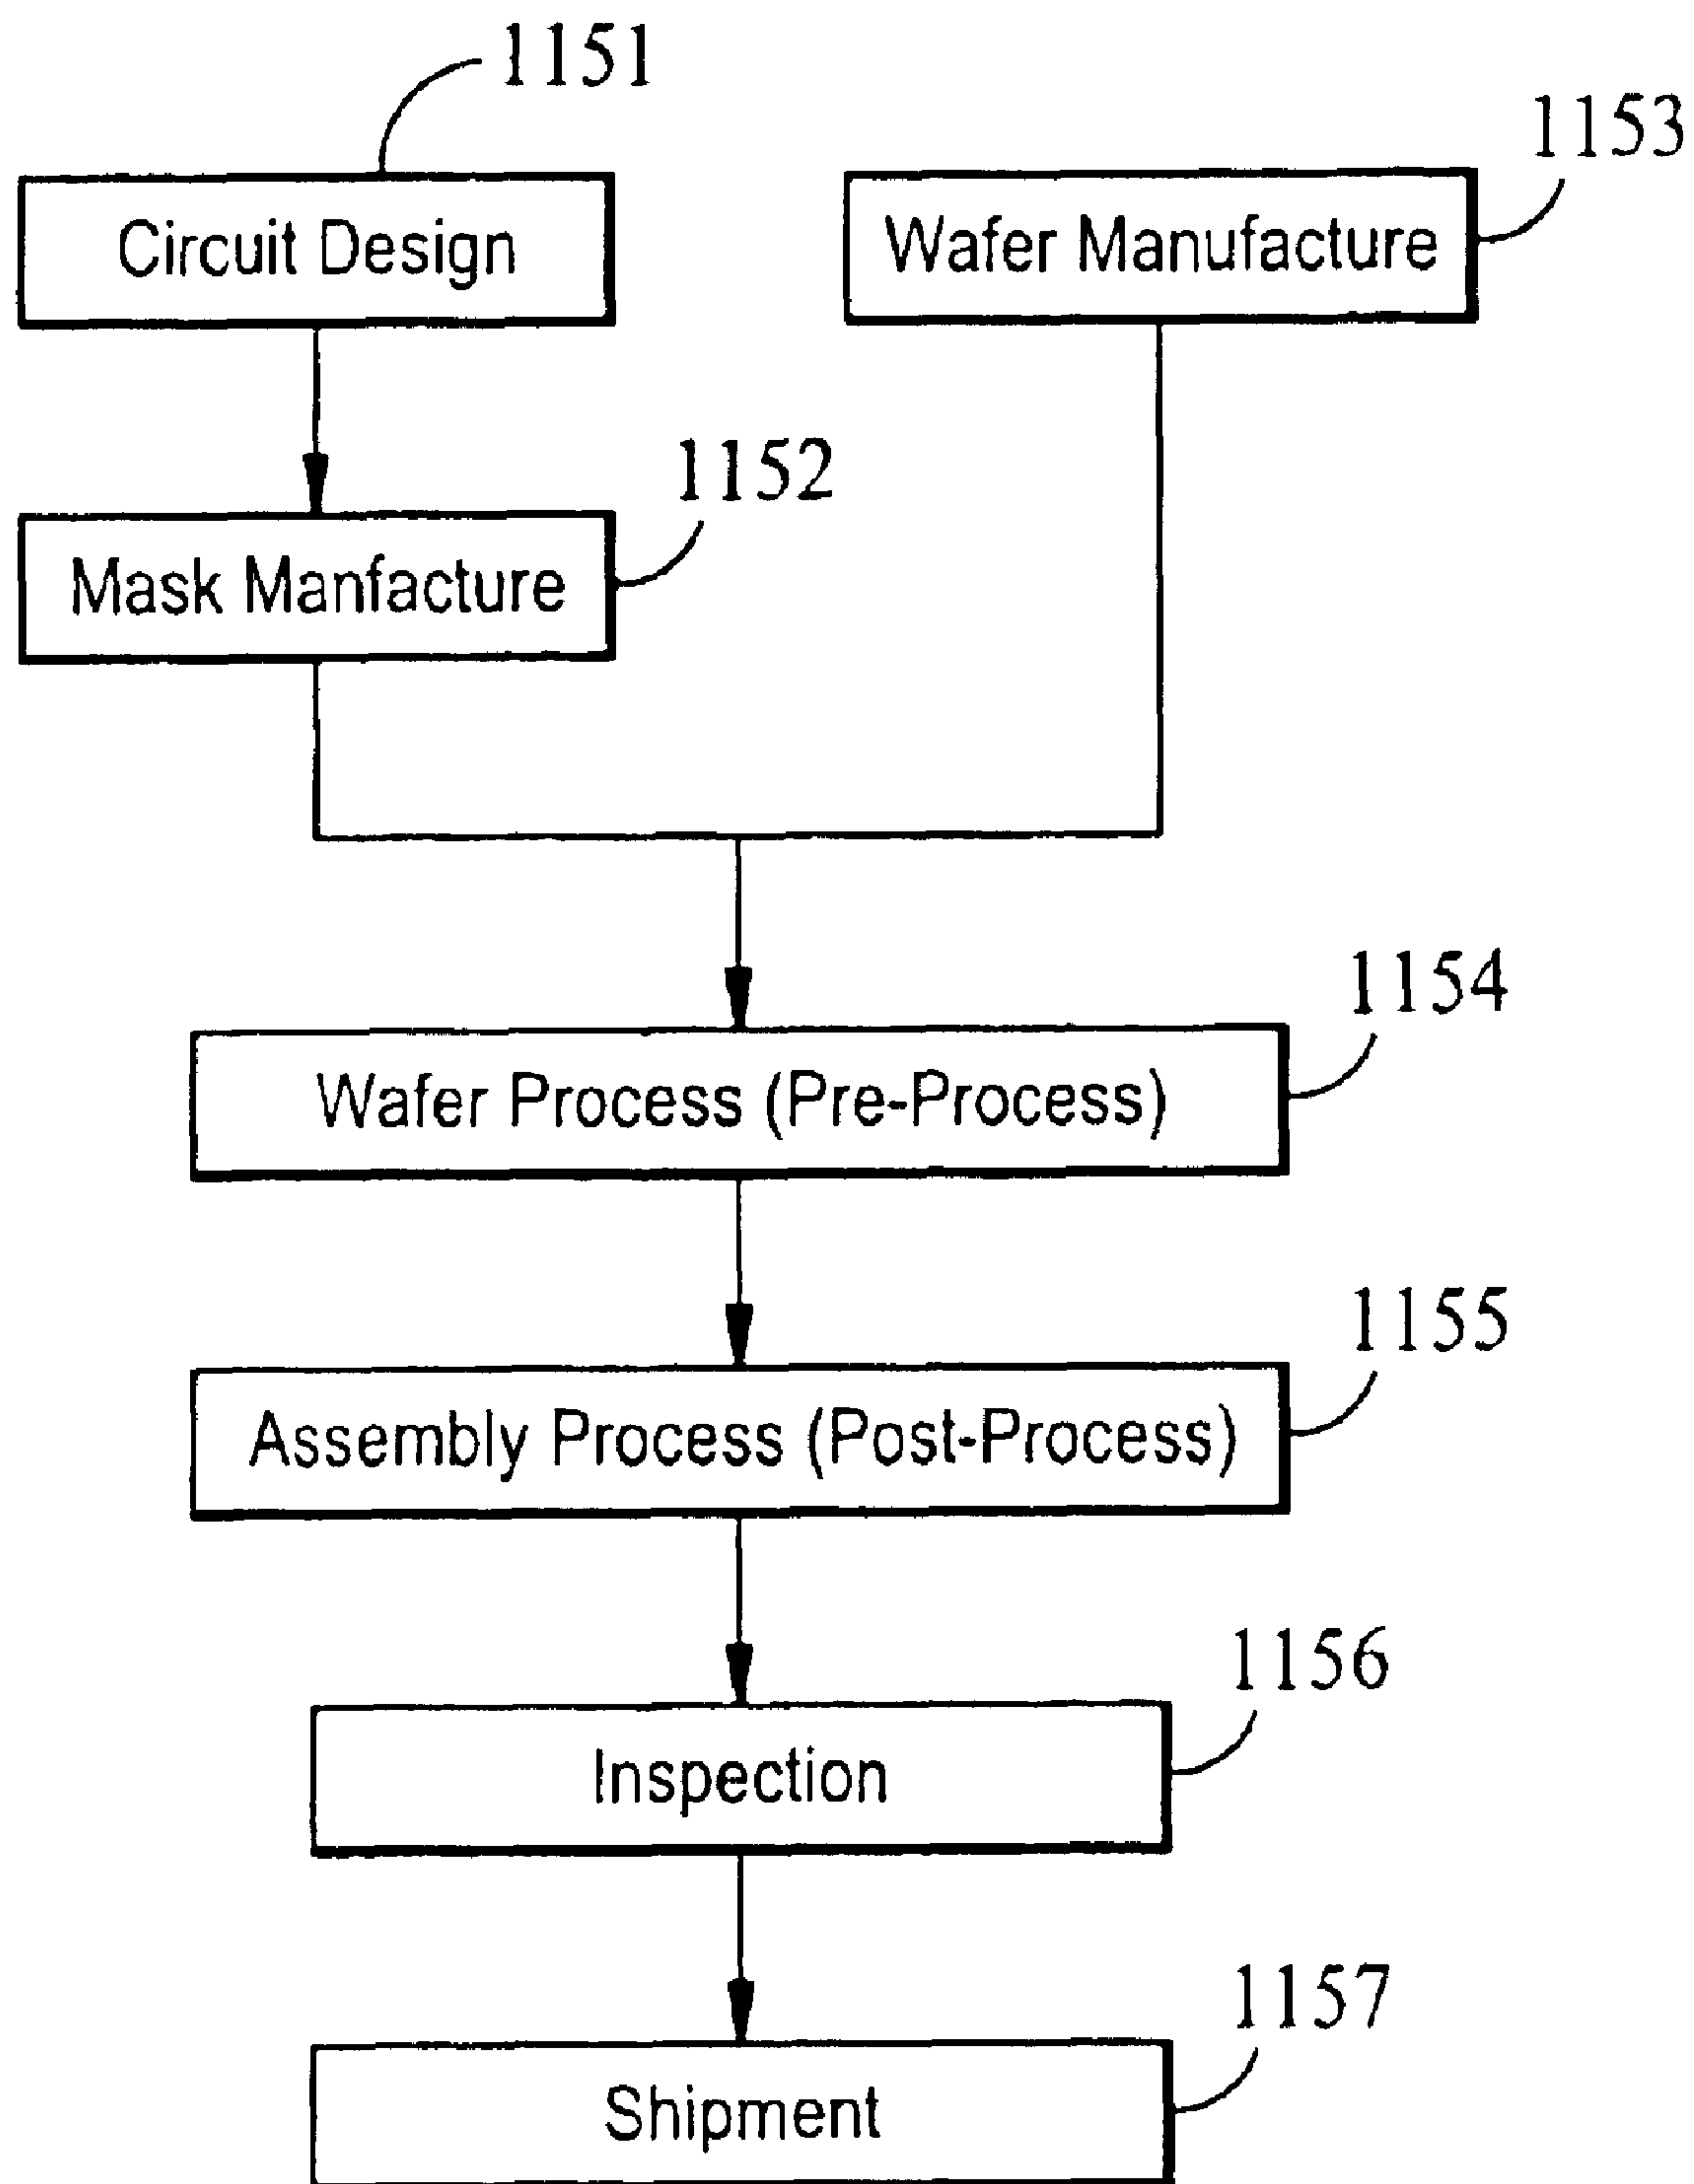 1151
1153
Circuit Design
Wafer Manufacture
1152
Mask Manfacture
1154
Wafer Process (Pre-Process)
1155
Assembly Process (Post-Process)
1156
Inspection
1157
Shipment